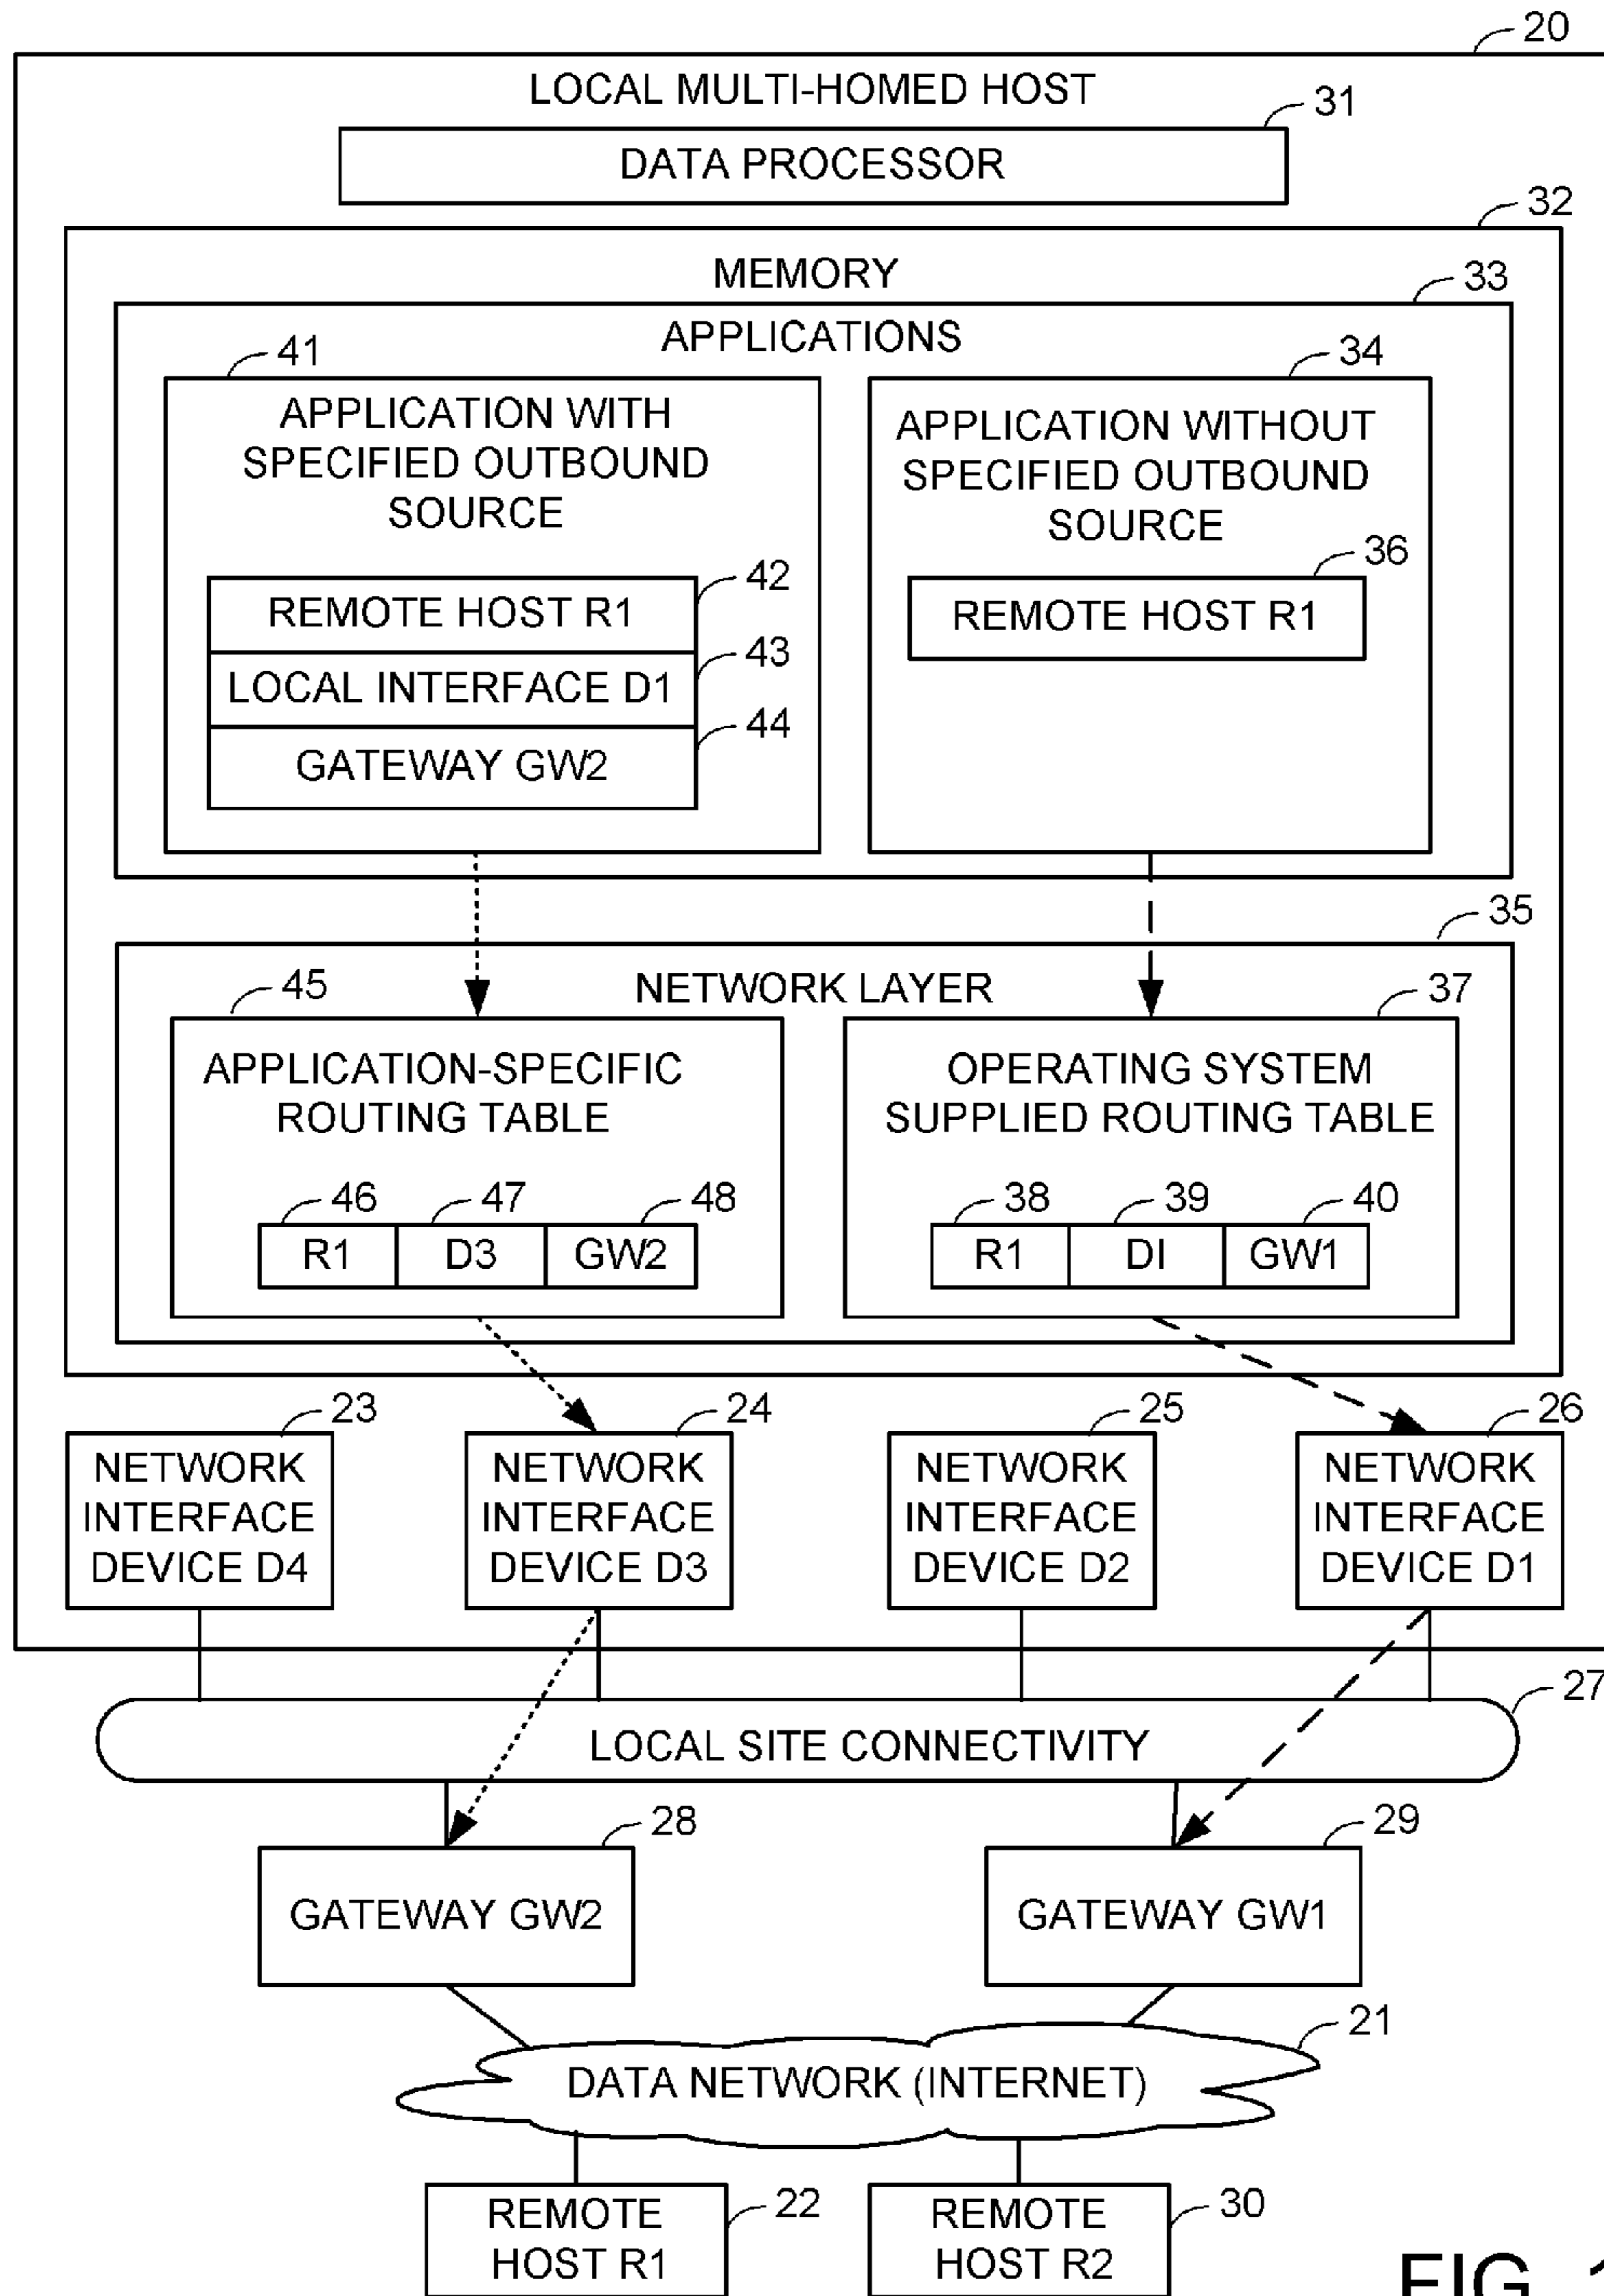 20
LOCAL MULTI-HOMED HOST
31
DATA PROCESSOR
32
MEMORY
33
APPLICATIONS
41
APPLICATION WITH
SPECIFIED OUTBOUND
SOURCE
42
REMOTE HOST R1
43
LOCAL INTERFACE D1
44
GATEWAY GW2
34
APPLICATION WITHOUT
SPECIFIED OUTBOUND
SOURCE
36
REMOTE HOST R1
35
NETWORK LAYER
45
APPLICATION-SPECIFIC
ROUTING TABLE
46 47 48
R1 D3 GW2
37
OPERATING SYSTEM
SUPPLIED ROUTING TABLE
38 39 40
R1 DI GW1
23
NETWORK
INTERFACE
DEVICE D4
24
NETWORK
INTERFACE
DEVICE D3
25
NETWORK
INTERFACE
DEVICE D2
26
NETWORK
INTERFACE
DEVICE D1
27
LOCAL SITE CONNECTIVITY
28
GATEWAY GW2
29
GATEWAY GW1
21
DATA NETWORK (INTERNET)
22
REMOTE
HOST R1
30
REMOTE
HOST R2
FIG. 1